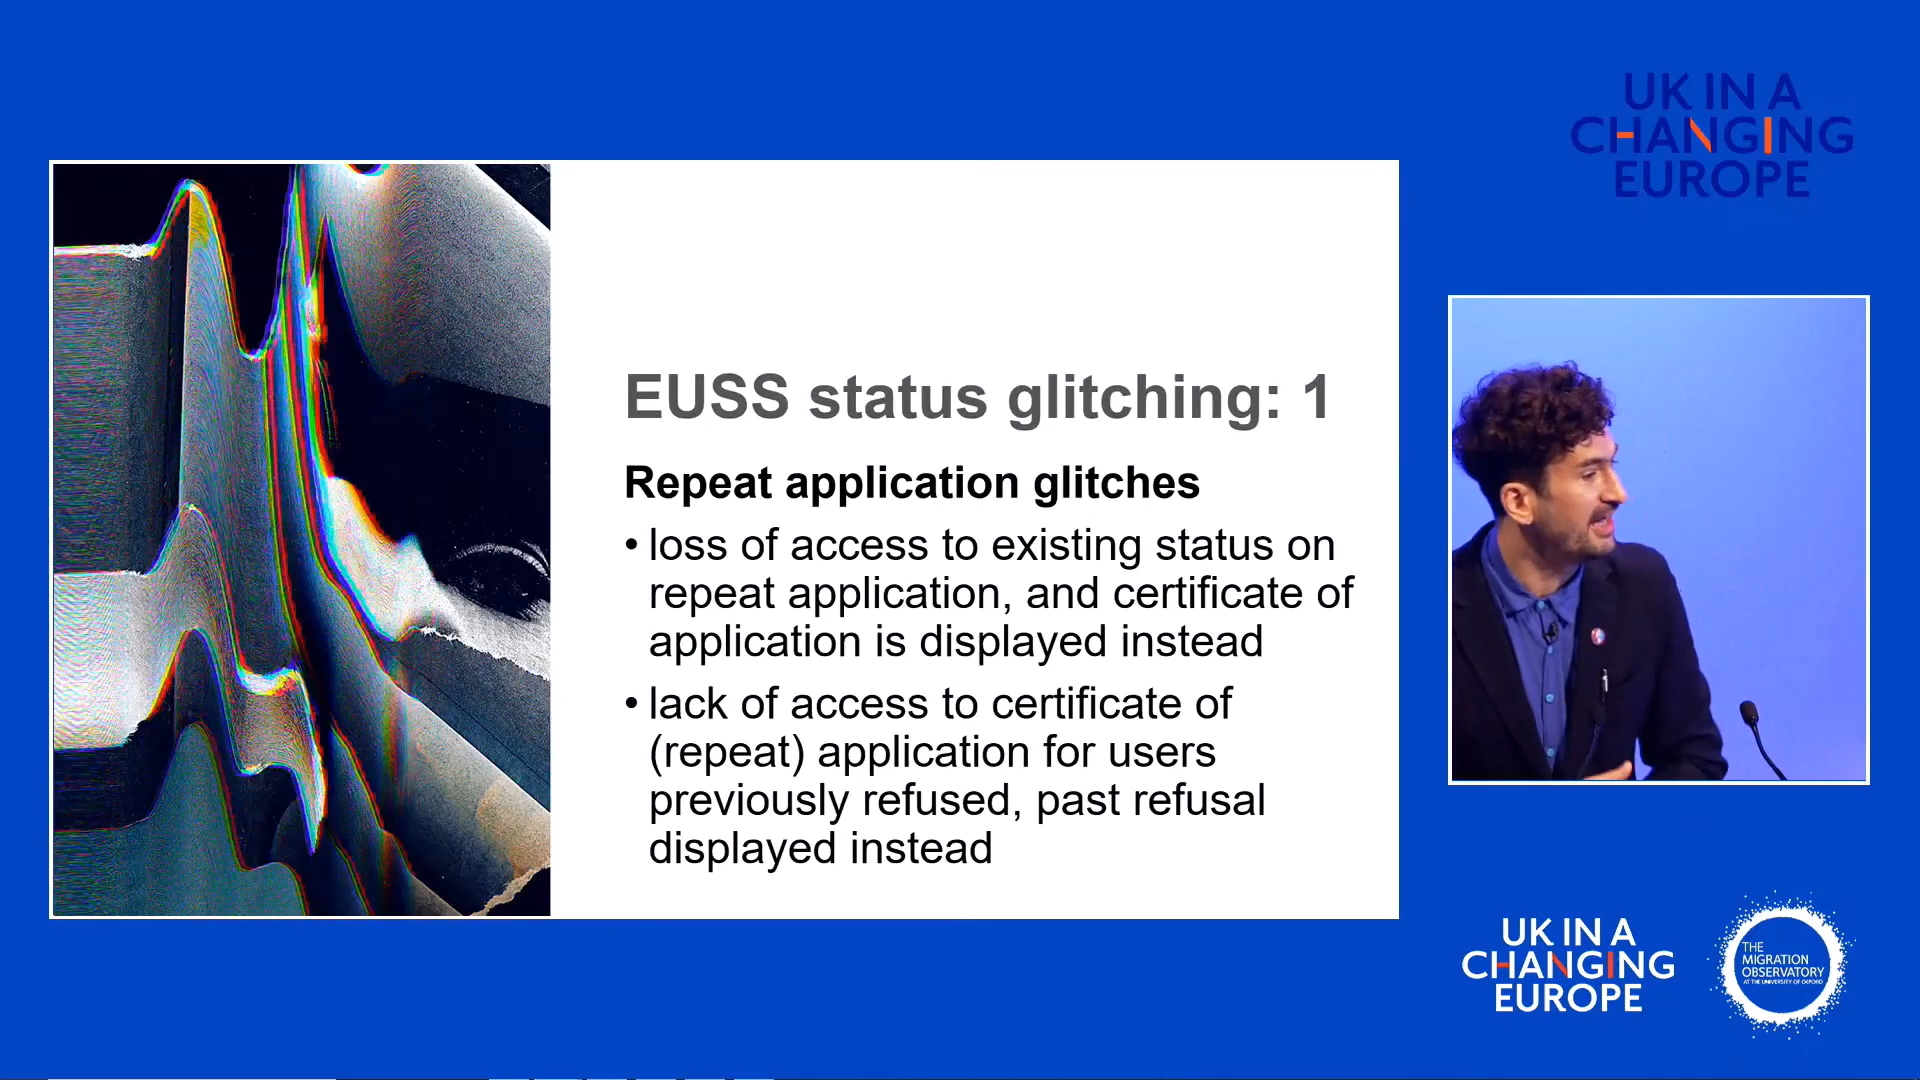 UK IN A
CHANGING
EUROPE
EUSS status glitching: 1
Repeat application glitches
• loss of access to existing status on
repeat application, and certificate of
application is displayed instead
• lack of access to certificate of
(repeat) application for users
previously refused, past refusal
displayed instead
UK IN A
CHANGING
EUROPE
THE
MIGRATION
OBSERVATORY
AT THE UNIVERSITY OF OXFORD